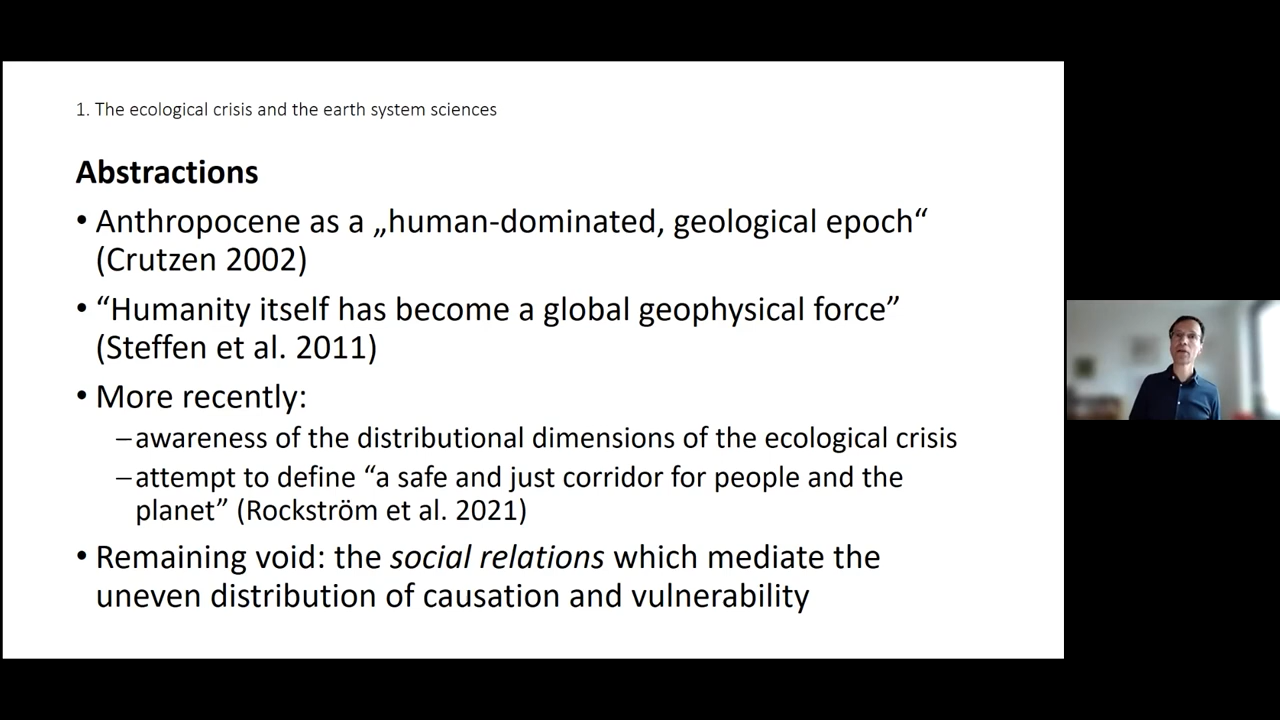 1. The ecological crisis and the earth system sciences
Abstractions
• Anthropocene as a „human-dominated, geological epoch“
(Crutzen 2002)
• “Humanity itself has become a global geophysical force”
(Steffen et al. 2011)
• More recently:
–awareness of the distributional dimensions of the ecological crisis
–attempt to define “a safe and just corridor for people and the
planet” (Rockström et al. 2021)
• Remaining void: the social relations which mediate the
uneven distribution of causation and vulnerability